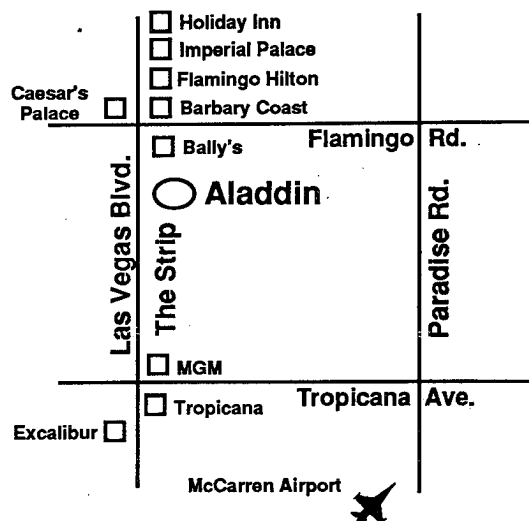 Holiday Inn
Imperial Palace
Flamingo Hilton
Caesar's
Palace
Barbary Coast
Flamingo Rd.
Bally's
Aladdin
Las Vegas Blvd.
The Strip
Paradise Rd.
MGM
Tropicana Ave.
Tropicana
Excalibur
McCarren Airport